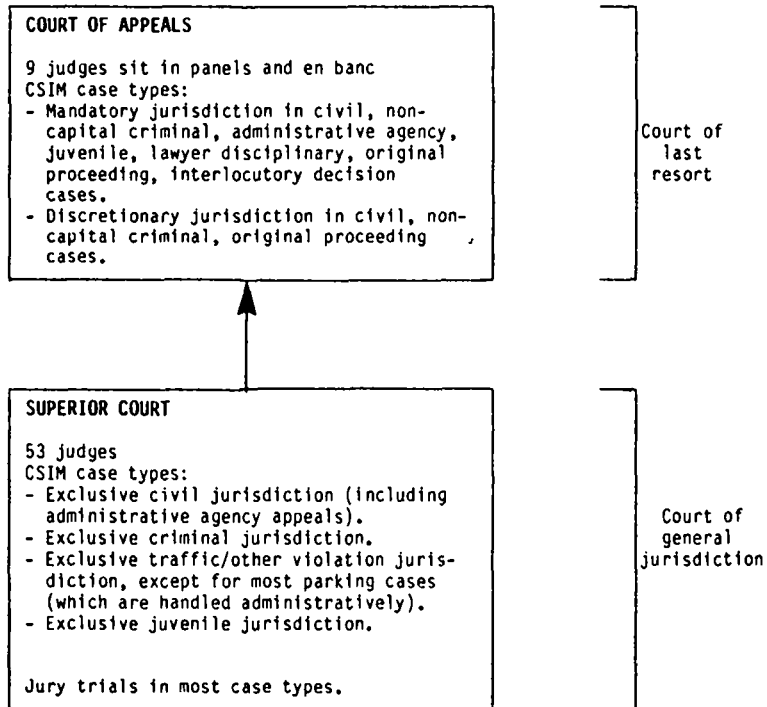 COURT OF APPEALS
9 judges sit in panels and en banc
CSIM case types:
- Mandatory jurisdiction in civil, non-
capital criminal, administrative agency,
juvenile, lawyer disciplinary, original
proceeding, interlocutory decision
cases.
- Discretionary jurisdiction in civil, non-
capital criminal, original proceeding
cases.
Court of
last
resort
SUPERIOR COURT
53 judges
CSIM case types:
- Exclusive civil jurisdiction (including
administrative agency appeals).
- Exclusive criminal jurisdiction.
- Exclusive traffic/other violation juris-
diction, except for most parking cases
(which are handled administratively).
- Exclusive juvenile jurisdiction.
Jury trials in most case types.
Court of
general
jurisdiction